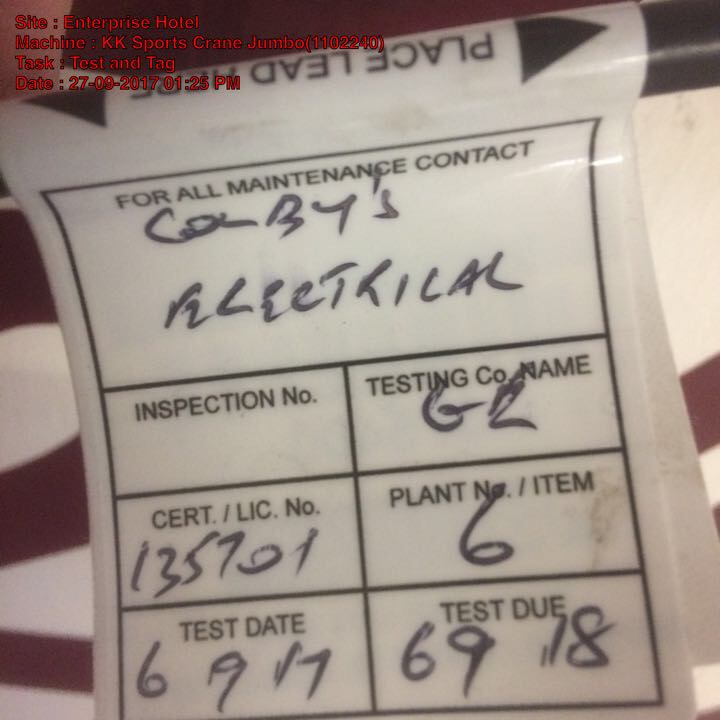 Site : Enterprise Hotel
Machine : KK Sports Crane Jumbo(1102240)
Task : Test and Tag
Date : 27-09-2017 01:25 PM
PLACE LEAD HERE
FOR ALL MAINTENANCE CONTACT
COLBY'S
ELECTRICAL
INSPECTION No.
TESTING Co. NAME
CERT. / LIC. No.
135701
PLANT No. / ITEM
6
TEST DATE
6 9 17
TEST DUE
6 9 18